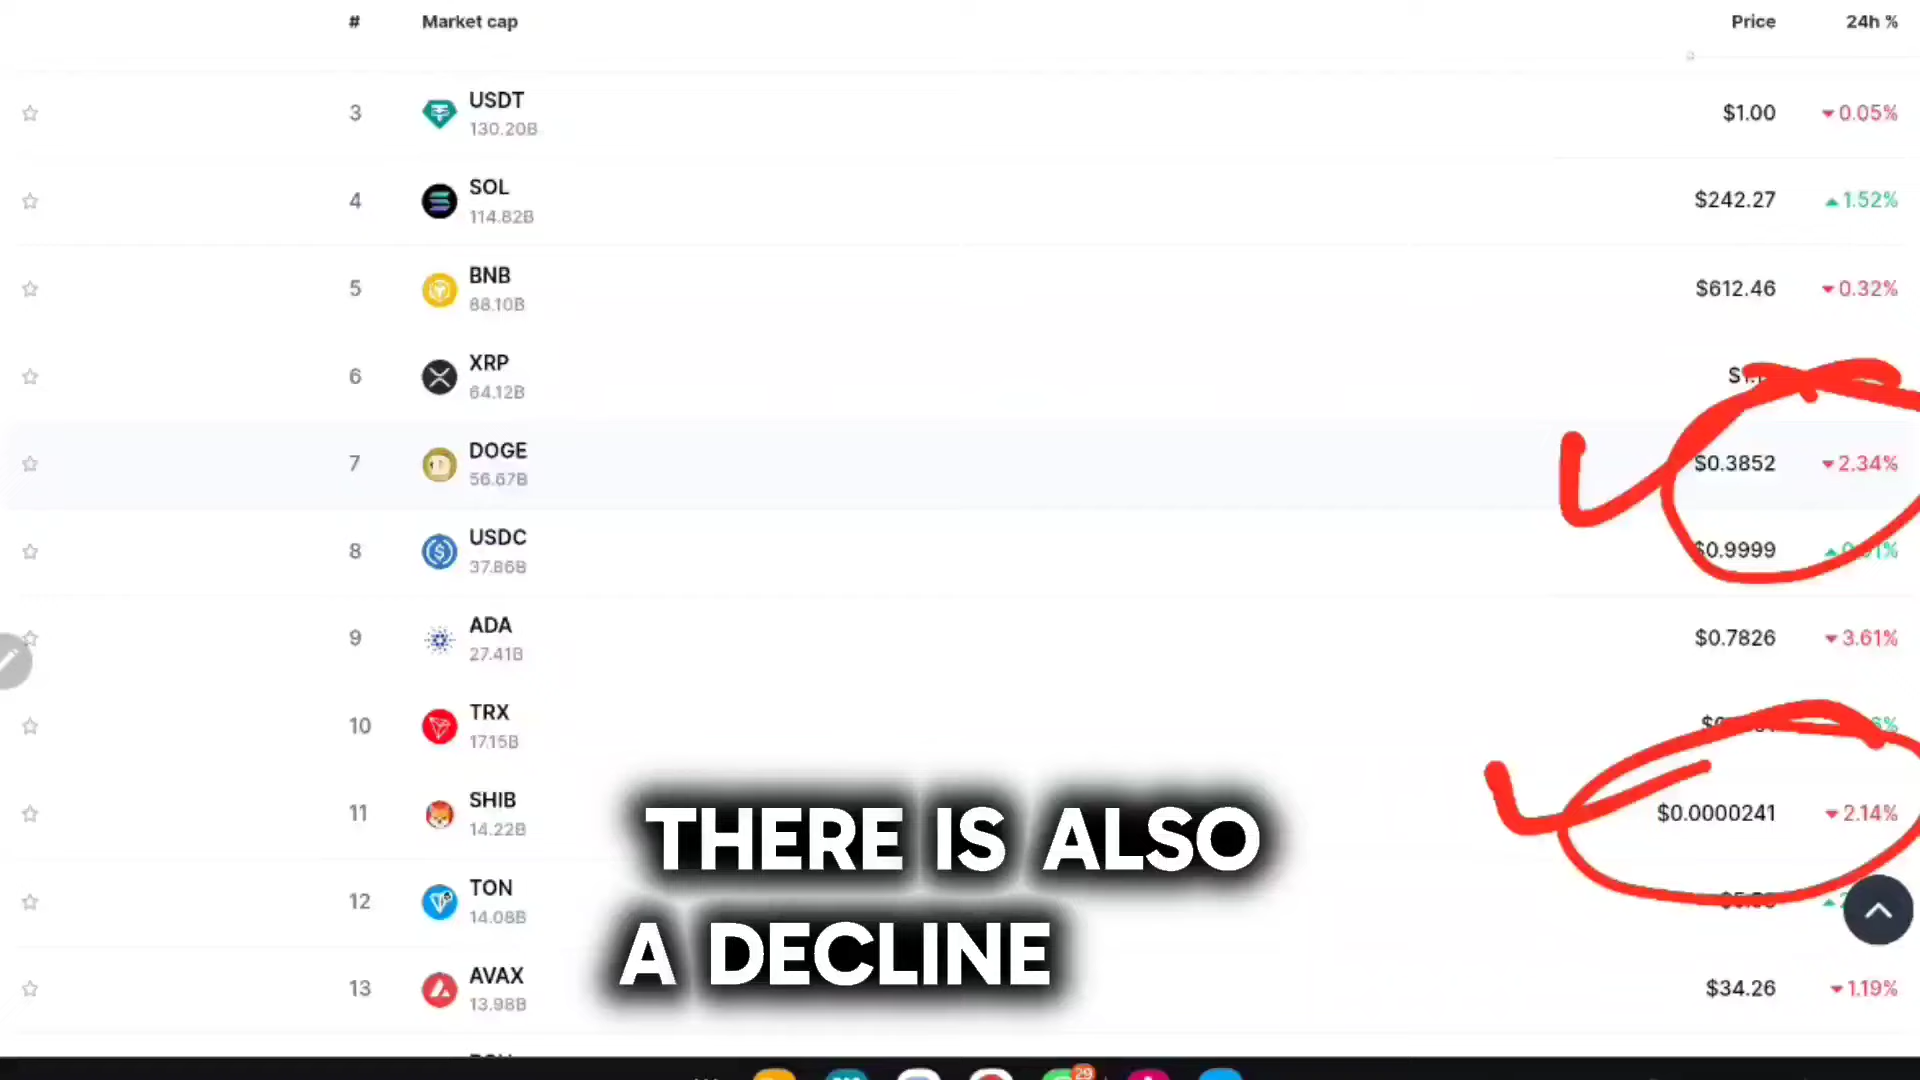 # Market cap Price 24h %
3 USDT $1.00 0.05%
130.20B
4 SOL $242.27 1.52%
114.82B
5 BNB $612.46 0.32%
88.10B
6 XRP
64.12B
7 DOGE $0.3852 2.34%
56.67B
8 USDC $0.9999
37.86B
9 ADA $0.7826 3.61%
27.41B
10 TRX
17.15B
11 SHIB $0.0000241 2.14%
14.22B
12 TON
14.08B
13 AVAX $34.26 1.19%
13.98B
THERE IS ALSO
A DECLINE
29